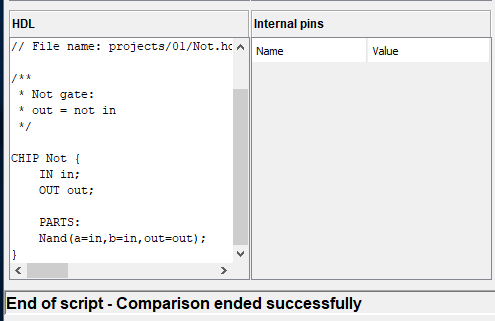 HDL
// File name: projects/01/Not.hd
/**
 * Not gate:
 * out = not in
 */
CHIP Not {
    IN in;
    OUT out;
    PARTS:
    Nand(a=in,b=in,out=out);
}
Internal pins
Name Value
End of script - Comparison ended successfully